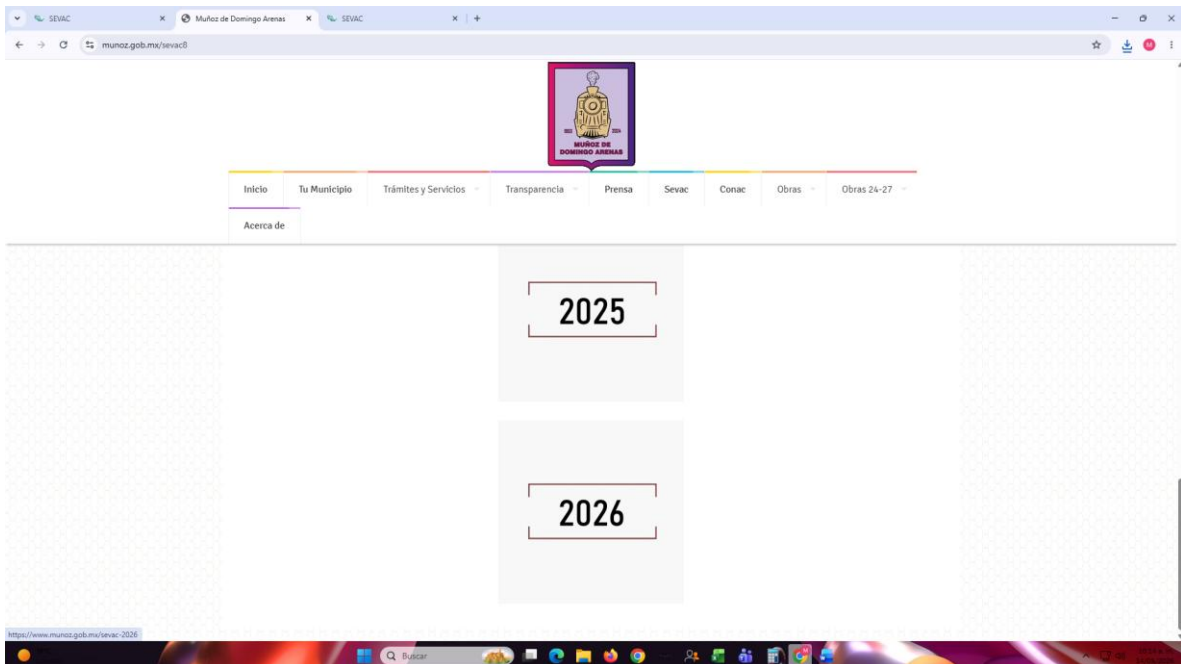 SEVAC
Muñoz de Domingo Arenas
SEVAC
munoz.gob.mx/sevac8
M
MUÑOZ DE
DOMINGO ARENAS
Inicio Tu Municipio Trámites y Servicios Transparencia Prensa Sevac Conac Obras Obras 24-27
Acerca de
2025
2026
https://www.munoz.gob.mx/sevac-2026
Buscar